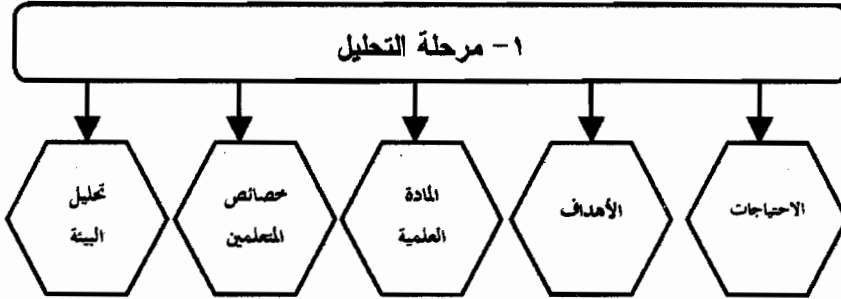 ١- مرحلة التحليل
الاحتياجات
الأهداف
المادة
العلمية
خصائص
المتعلمين
تحليل
البيئة